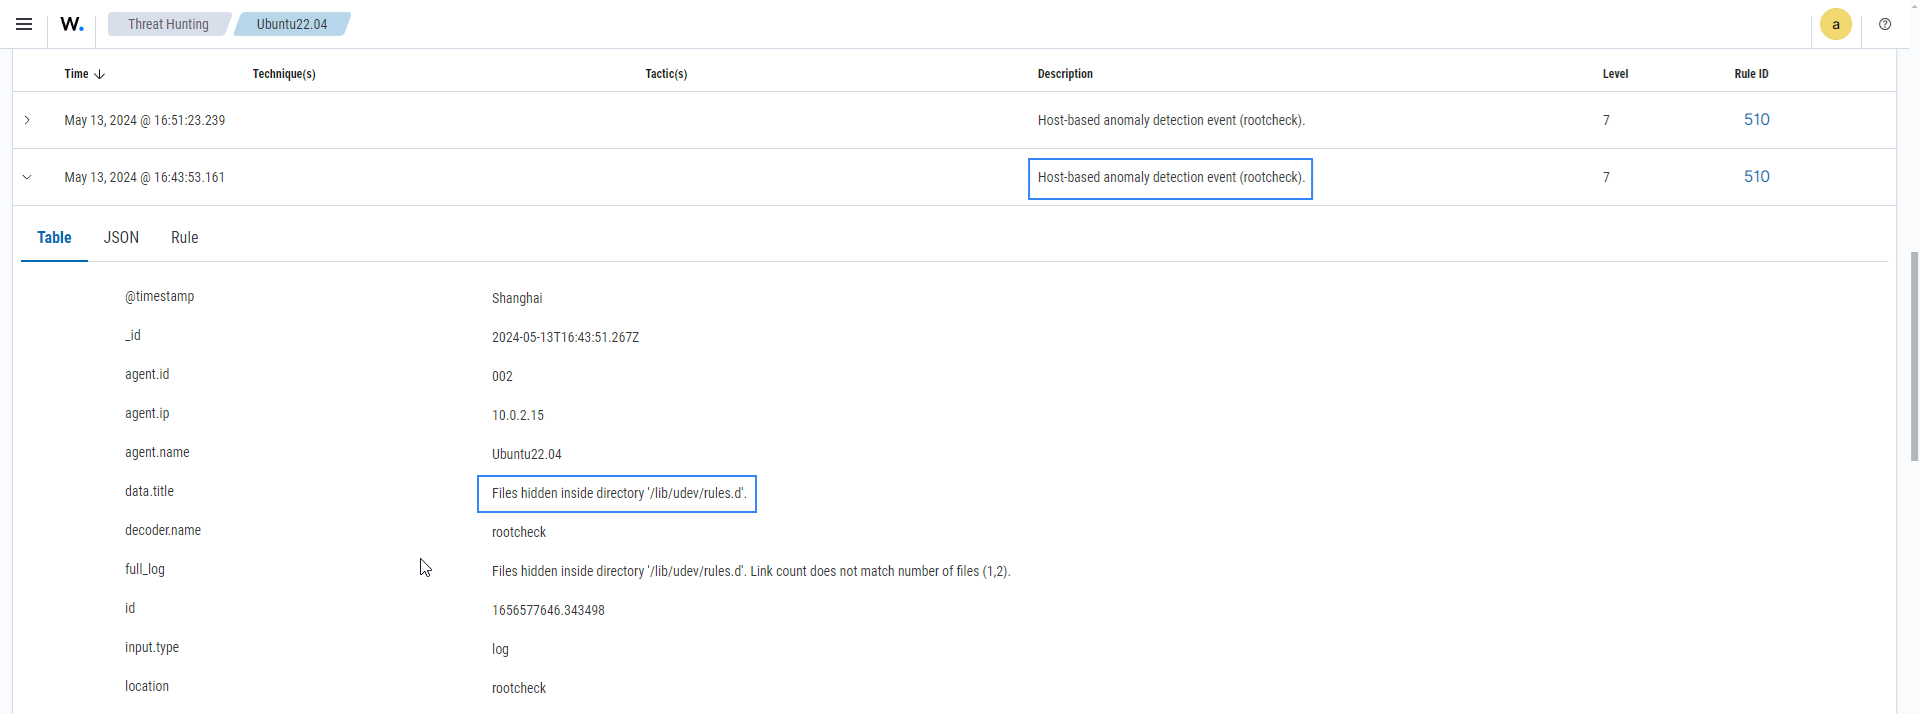 W. Threat Hunting Ubuntu22.04 a
Time Technique(s) Tactic(s) Description Level Rule ID
May 13, 2024 @ 16:51:23.239 Host-based anomaly detection event (rootcheck). 7 510
May 13, 2024 @ 16:43:53.161 Host-based anomaly detection event (rootcheck). 7 510
Table JSON Rule
@timestamp Shanghai
_id 2024-05-13T16:43:51.267Z
agent.id 002
agent.ip 10.0.2.15
agent.name Ubuntu22.04
data.title Files hidden inside directory '/lib/udev/rules.d'.
decoder.name rootcheck
full_log Files hidden inside directory '/lib/udev/rules.d'. Link count does not match number of files (1,2).
id 1656577646.343498
input.type log
location rootcheck